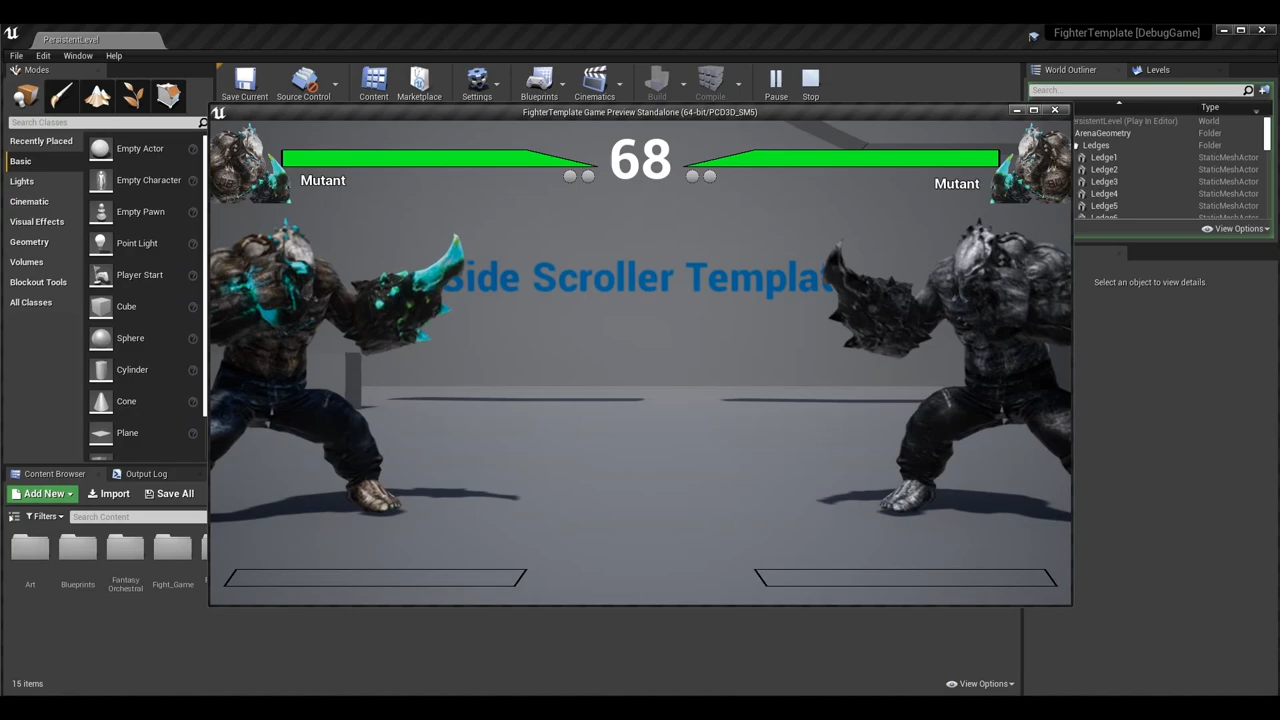 PersistentLevel
FighterTemplate [DebugGame]
File Edit Window Help
Modes
World Outliner
Levels
Save Current
Source Control
Content
Marketplace
Settings
Blueprints
Cinematics
Build
Compile
Pause
Stop
Search...
Search Classes
FighterTemplate Game Preview Standalone (64-bit/PCD3D_SM5)
Type
(Play In Editor) World
ArenaGeometry Folder
Ledges Folder
Ledge1 StaticMeshActor
Ledge2 StaticMeshActor
Ledge3 StaticMeshActor
Ledge4 StaticMeshActor
Ledge5 StaticMeshActor
View Options
Select an object to view details.
Recently Placed
Basic
Lights
Cinematic
Visual Effects
Geometry
Volumes
Blockout Tools
All Classes
Empty Actor
Empty Character
Empty Pawn
Point Light
Player Start
Cube
Sphere
Cylinder
Cone
Plane
68
Mutant
Mutant
Side Scroller Templat
Content Browser
Output Log
Add New
Import
Save All
Filters
Search Content
Art
Blueprints
Fantasy
Orchestral
Fight_Game
15 items
View Options